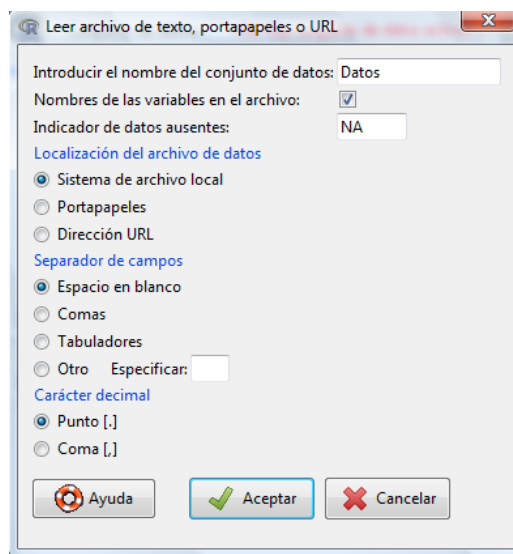 Leer archivo de texto, portapapeles o URL
Introducir el nombre del conjunto de datos: Datos
Nombres de las variables en el archivo:
Indicador de datos ausentes: NA
Localización del archivo de datos
Sistema de archivo local
Portapapeles
Dirección URL
Separador de campos
Espacio en blanco
Comas
Tabuladores
Otro Especificar:
Carácter decimal
Punto [.]
Coma [,]
Ayuda Aceptar Cancelar